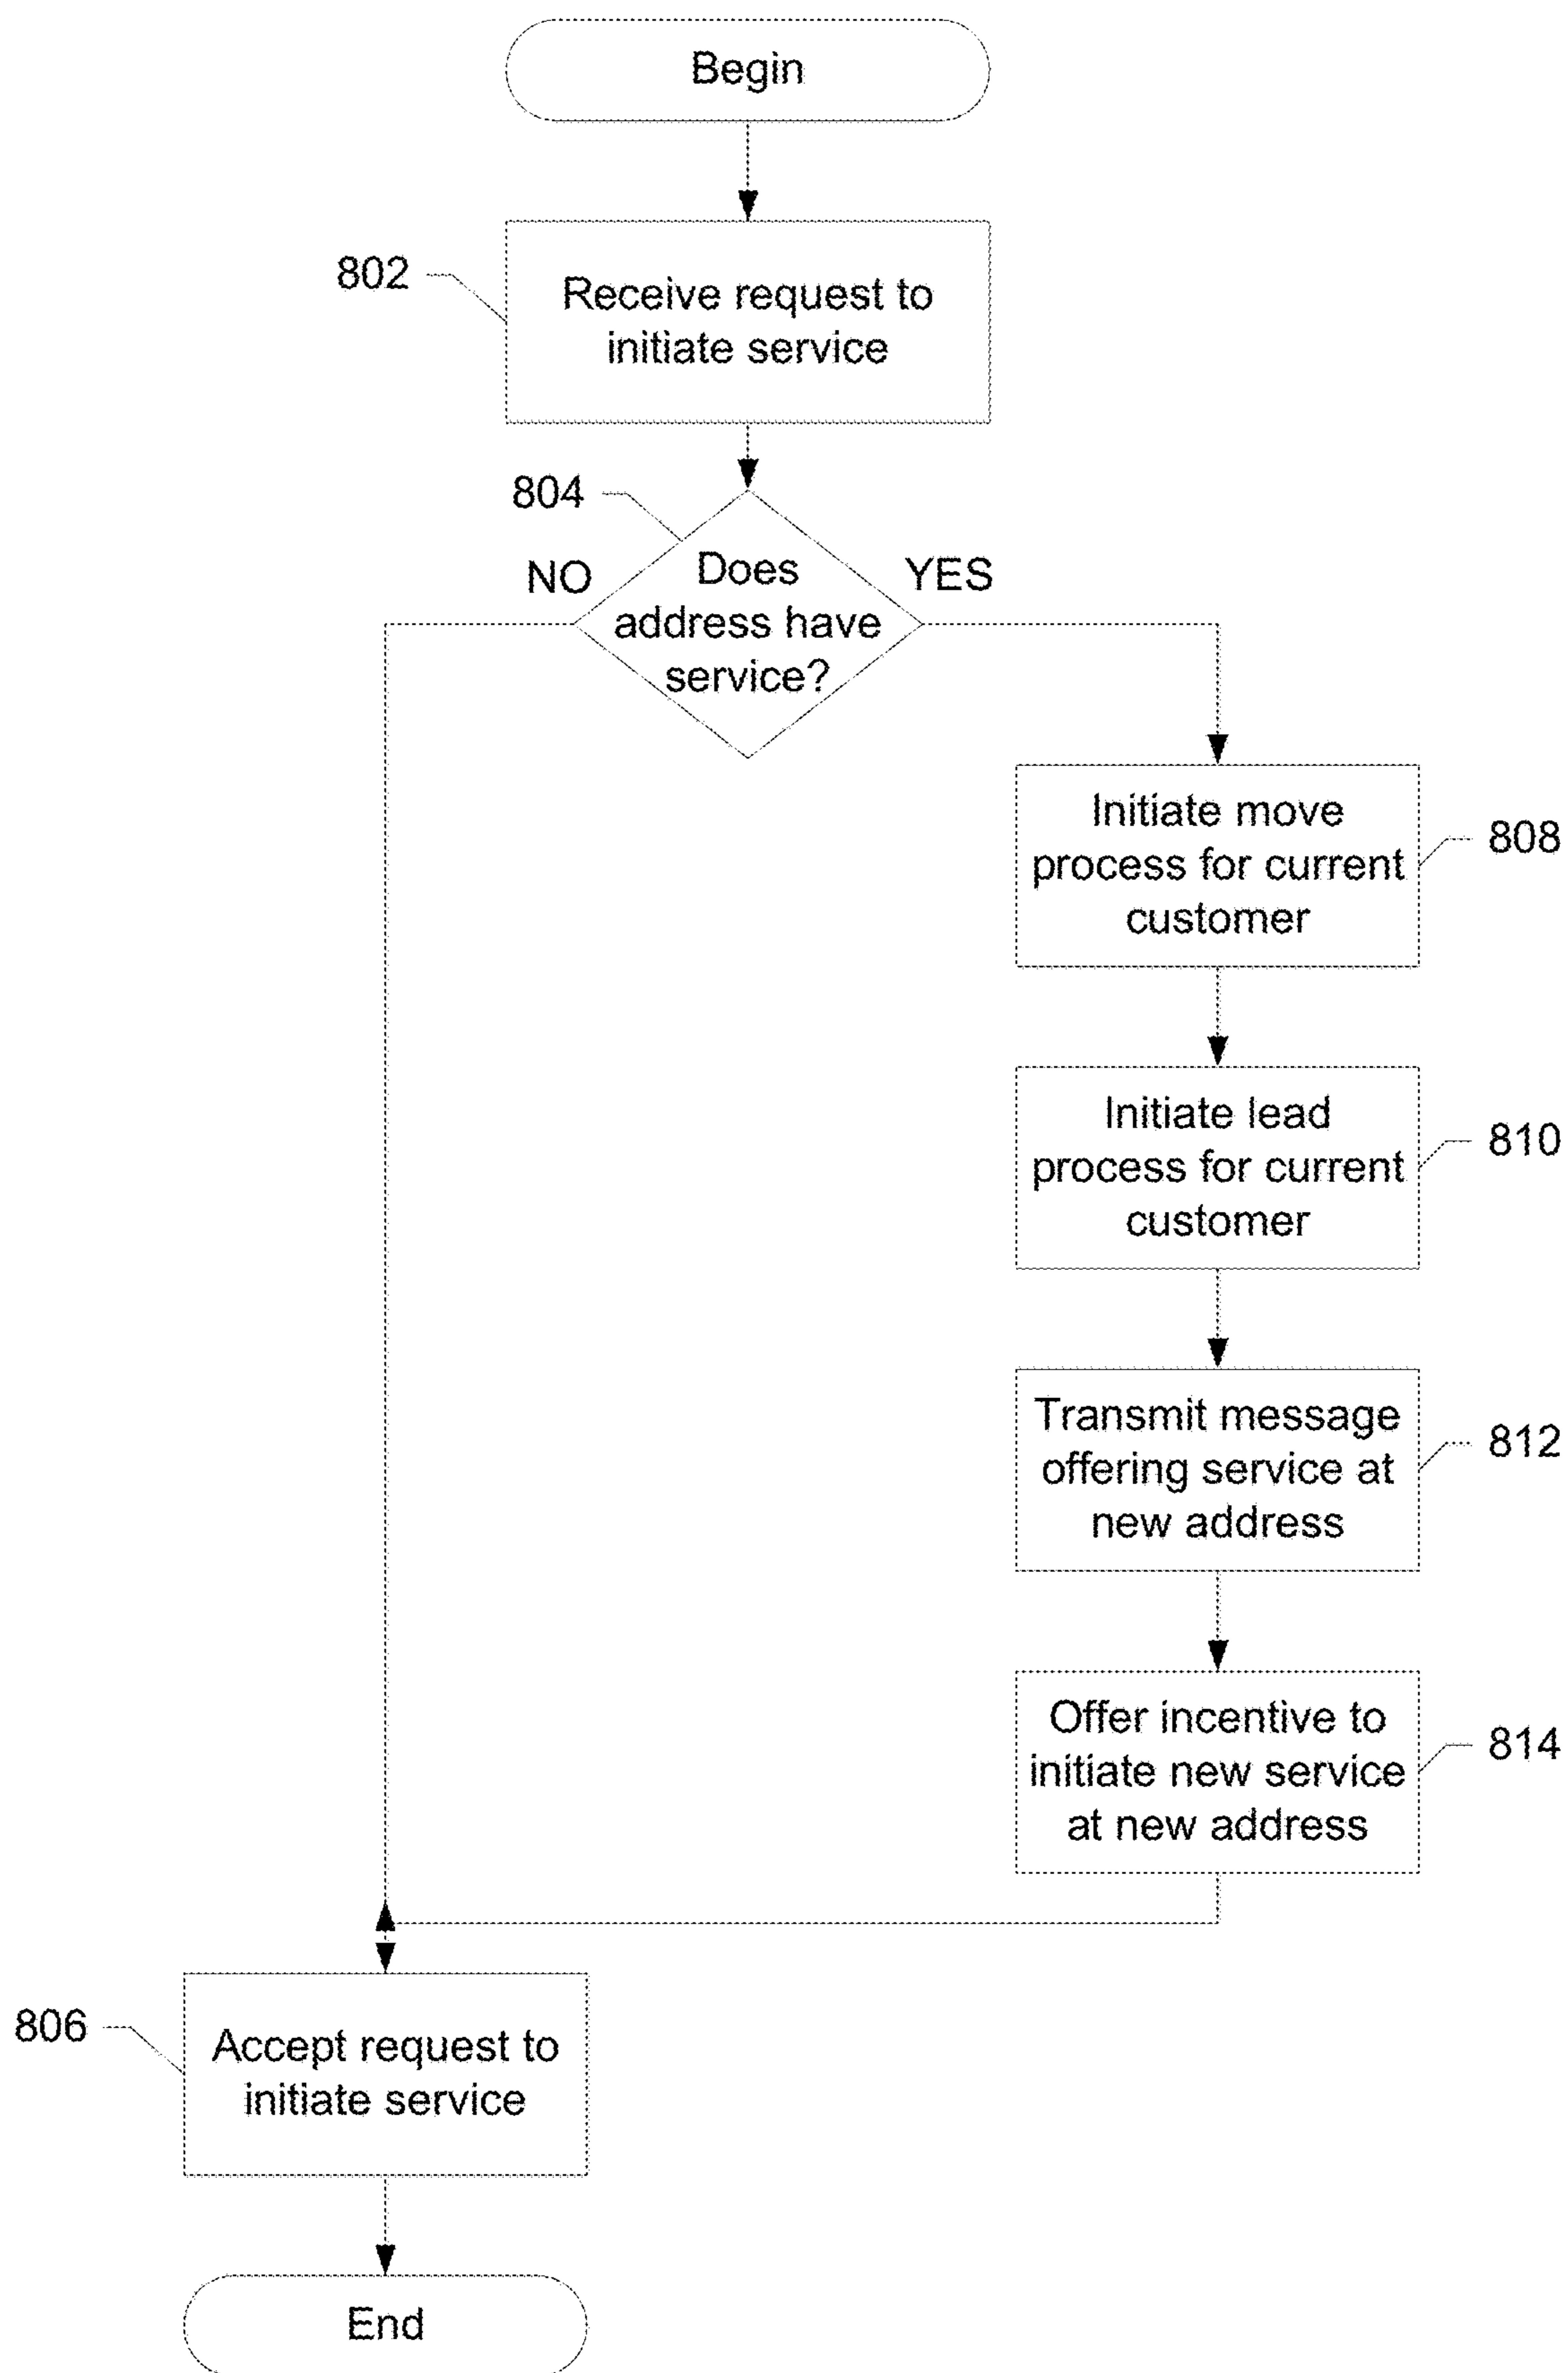 Begin
802
Receive request to
initiate service
804
NO
YES
Does
address have
service?
Initiate move
process for current
customer
808
Initiate lead
process for current
customer
810
Transmit message
offering service at
new address
812
Offer incentive to
initiate new service
at new address
814
806
Accept request to
initiate service
End